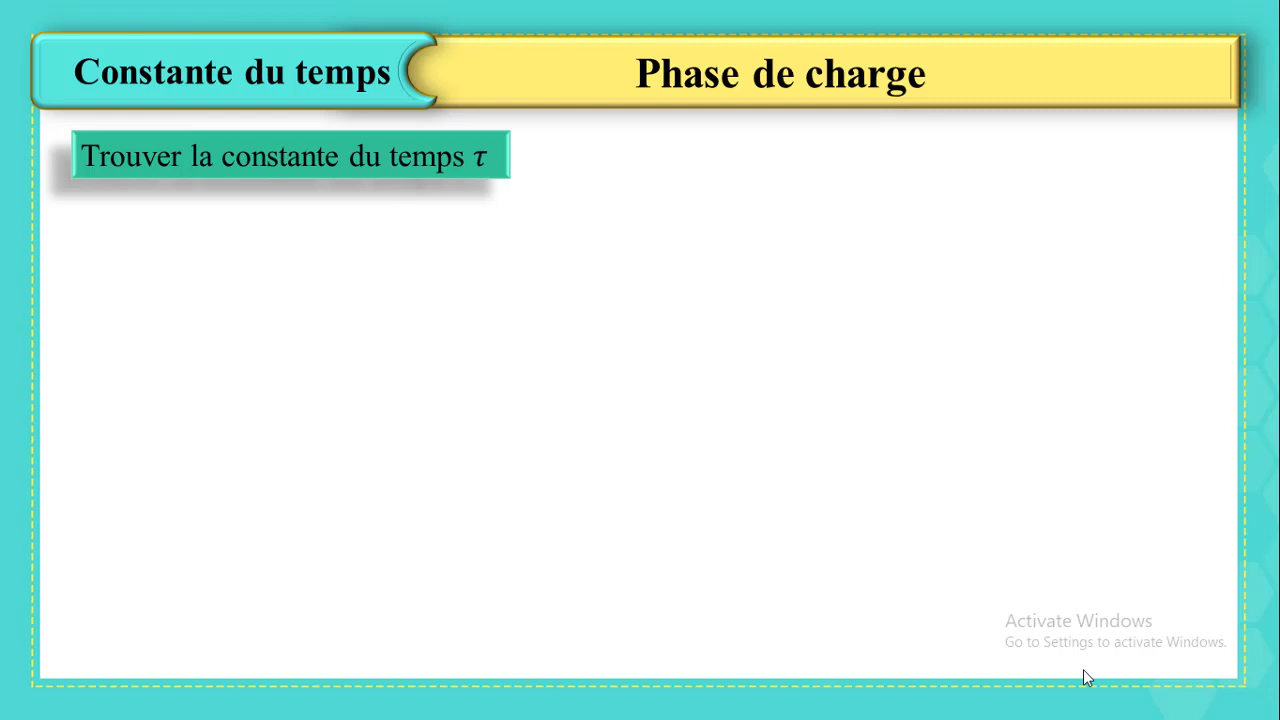 Constante du temps
Phase de charge
Trouver la constante du temps 𝜏
Activate Windows
Go to Settings to activate Windows.